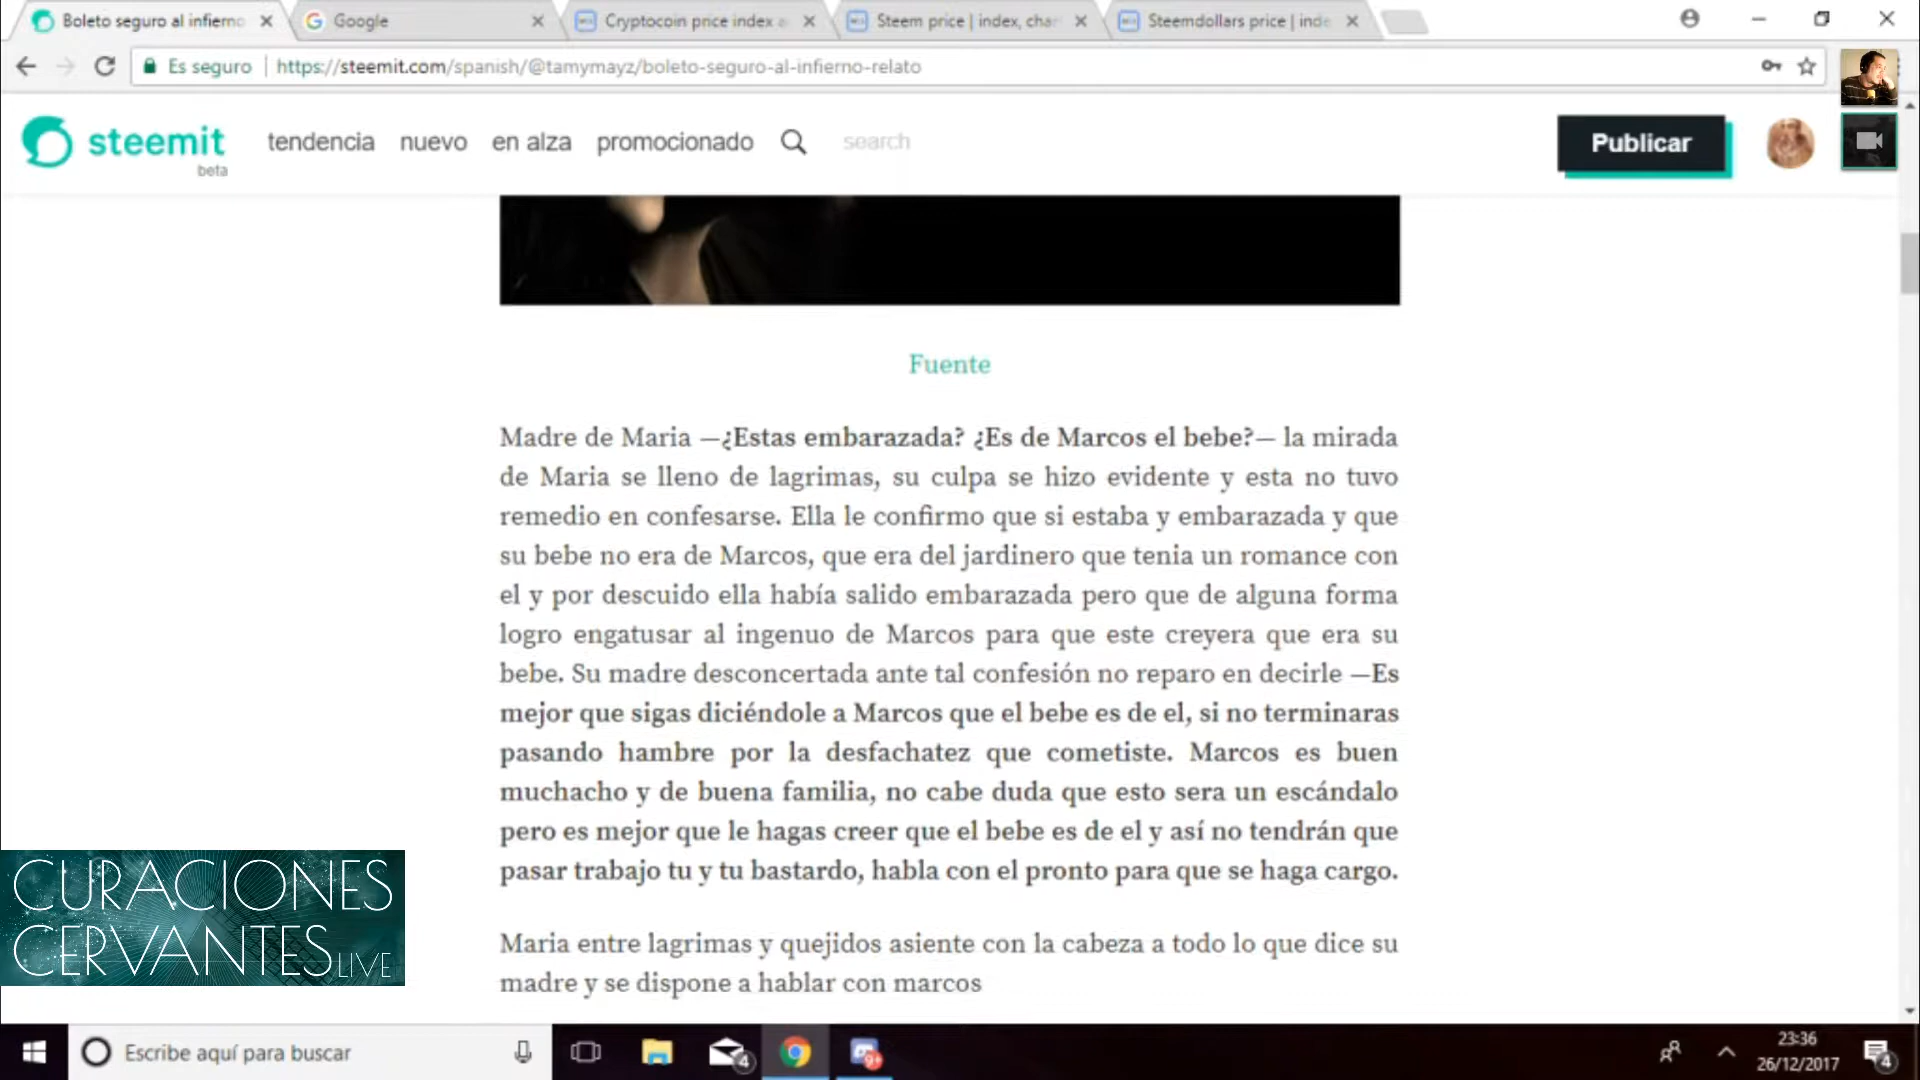 Boleto seguro al infierno
Google
Cryptocoin price index a
Steem price | index, char
Steemdollars price | inde
Es seguro
https://steemit.com/spanish/@tamymayz/boleto-seguro-al-infierno-relato
steemit
beta
tendencia
nuevo
en alza
promocionado
search
Publicar
Fuente
Madre de Maria —¿Estas embarazada? ¿Es de Marcos el bebe?— la mirada
de Maria se lleno de lagrimas, su culpa se hizo evidente y esta no tuvo
remedio en confesarse. Ella le confirmo que si estaba y embarazada y que
su bebe no era de Marcos, que era del jardinero que tenia un romance con
el y por descuido ella había salido embarazada pero que de alguna forma
logro engatusar al ingenuo de Marcos para que este creyera que era su
bebe. Su madre desconcertada ante tal confesión no reparo en decirle —Es
mejor que sigas diciéndole a Marcos que el bebe es de el, si no terminaras
pasando hambre por la desfachatez que cometiste. Marcos es buen
muchacho y de buena familia, no cabe duda que esto sera un escándalo
pero es mejor que le hagas creer que el bebe es de el y así no tendrán que
pasar trabajo tu y tu bastardo, habla con el pronto para que se haga cargo.
Maria entre lagrimas y quejidos asiente con la cabeza a todo lo que dice su
madre y se dispone a hablar con marcos
CURACIONES
CERVANTES LIVE
Escribe aquí para buscar
4
9+
23:36
26/12/2017
4